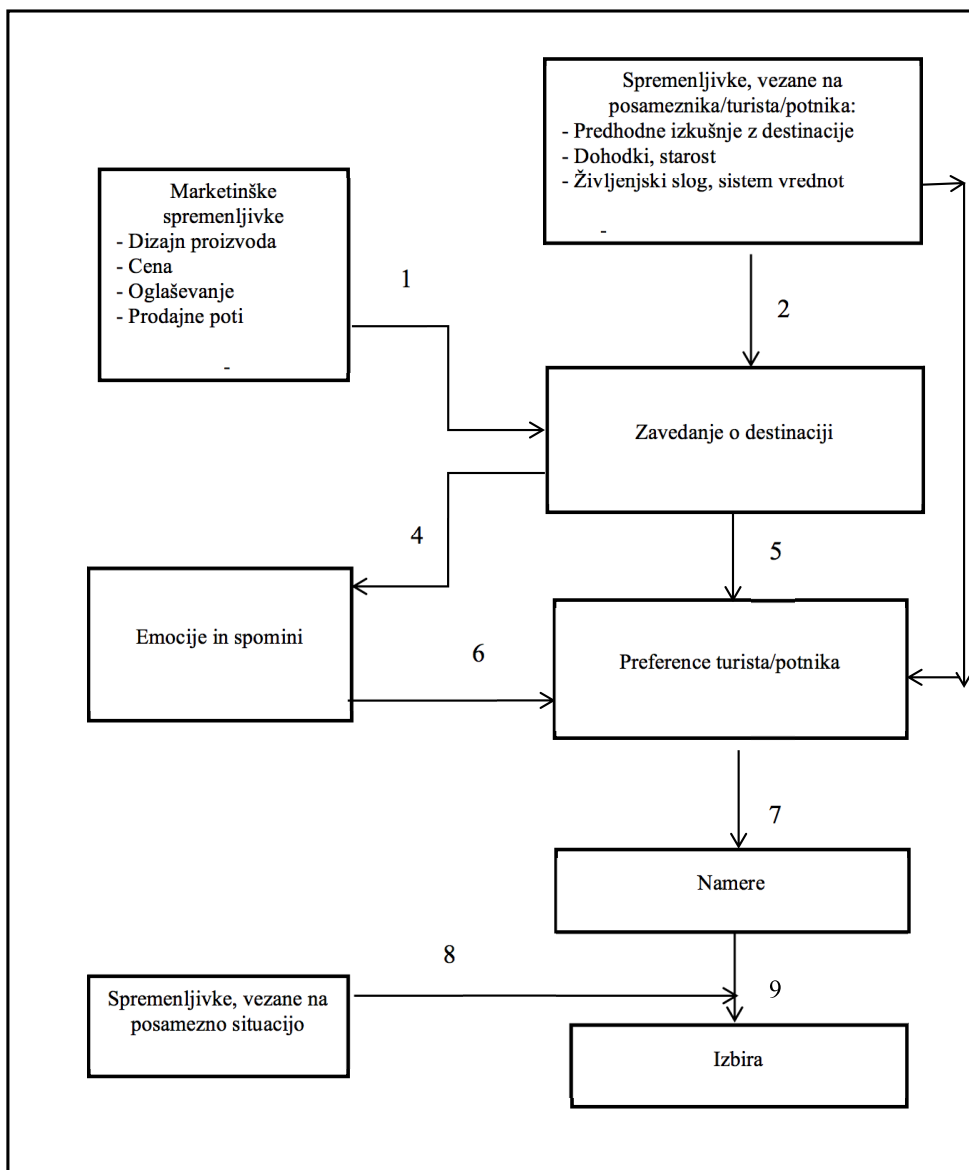 Spremenljivke, vezane na
posameznika/turista/potnika:
- Predhodne izkušnje z destinacije
- Dohodki, starost
- Življenjski slog, sistem vrednot
-
Marketinške
spremenljivke
- Dizajn proizvoda
- Cena
- Oglaševanje
- Prodajne poti
-
1
2
Zavedanje o destinaciji
4
5
Emocije in spomini
6
Preference turista/potnika
7
Namere
8
Spremenljivke, vezane na
posamezno situacijo
9
Izbira